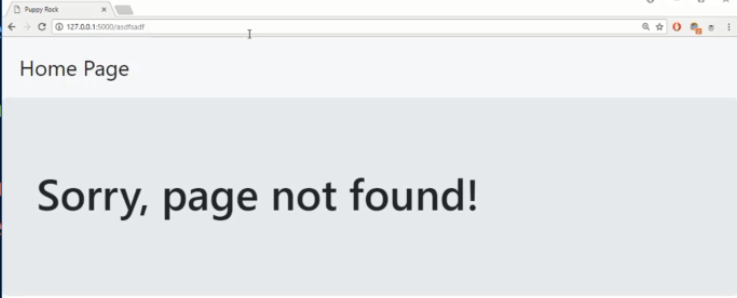 Puppy Rock
127.0.0.1:5000/asdfsadf
Home Page
Sorry, page not found!